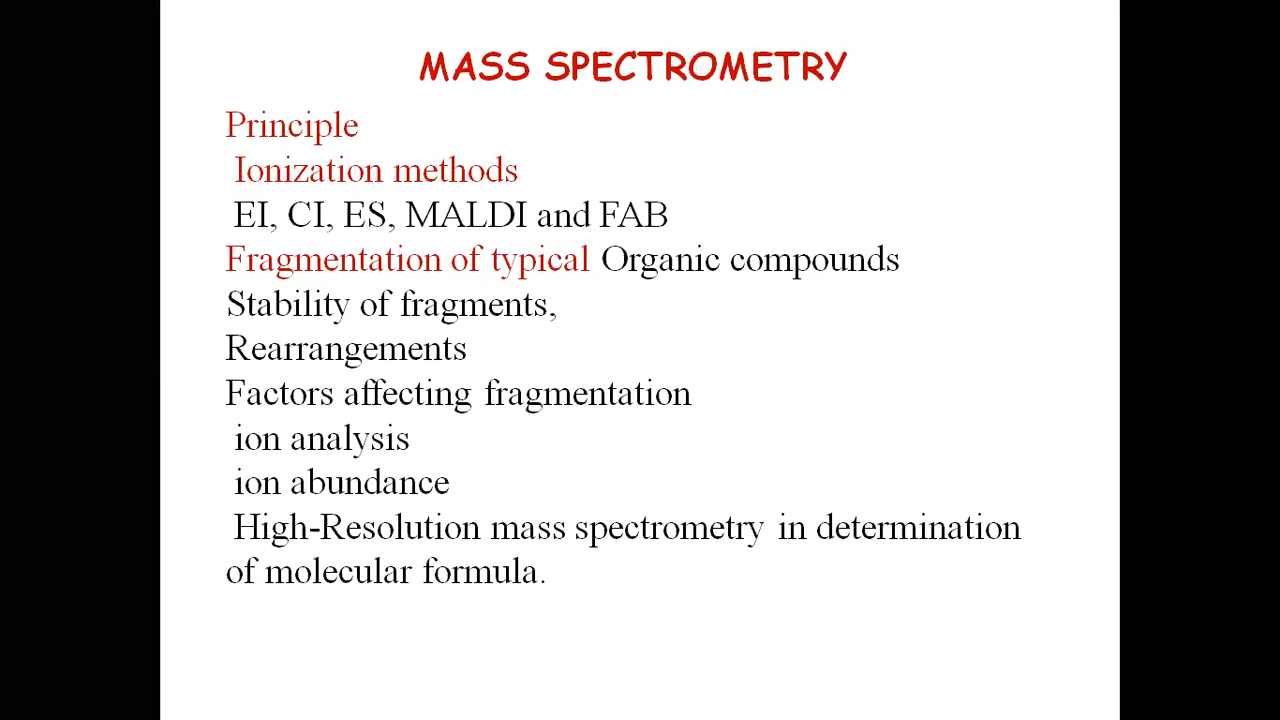 MASS SPECTROMETRY
Principle
Ionization methods
EI, CI, ES, MALDI and FAB
Fragmentation of typical Organic compounds
Stability of fragments,
Rearrangements
Factors affecting fragmentation
ion analysis
ion abundance
High-Resolution mass spectrometry in determination
of molecular formula.